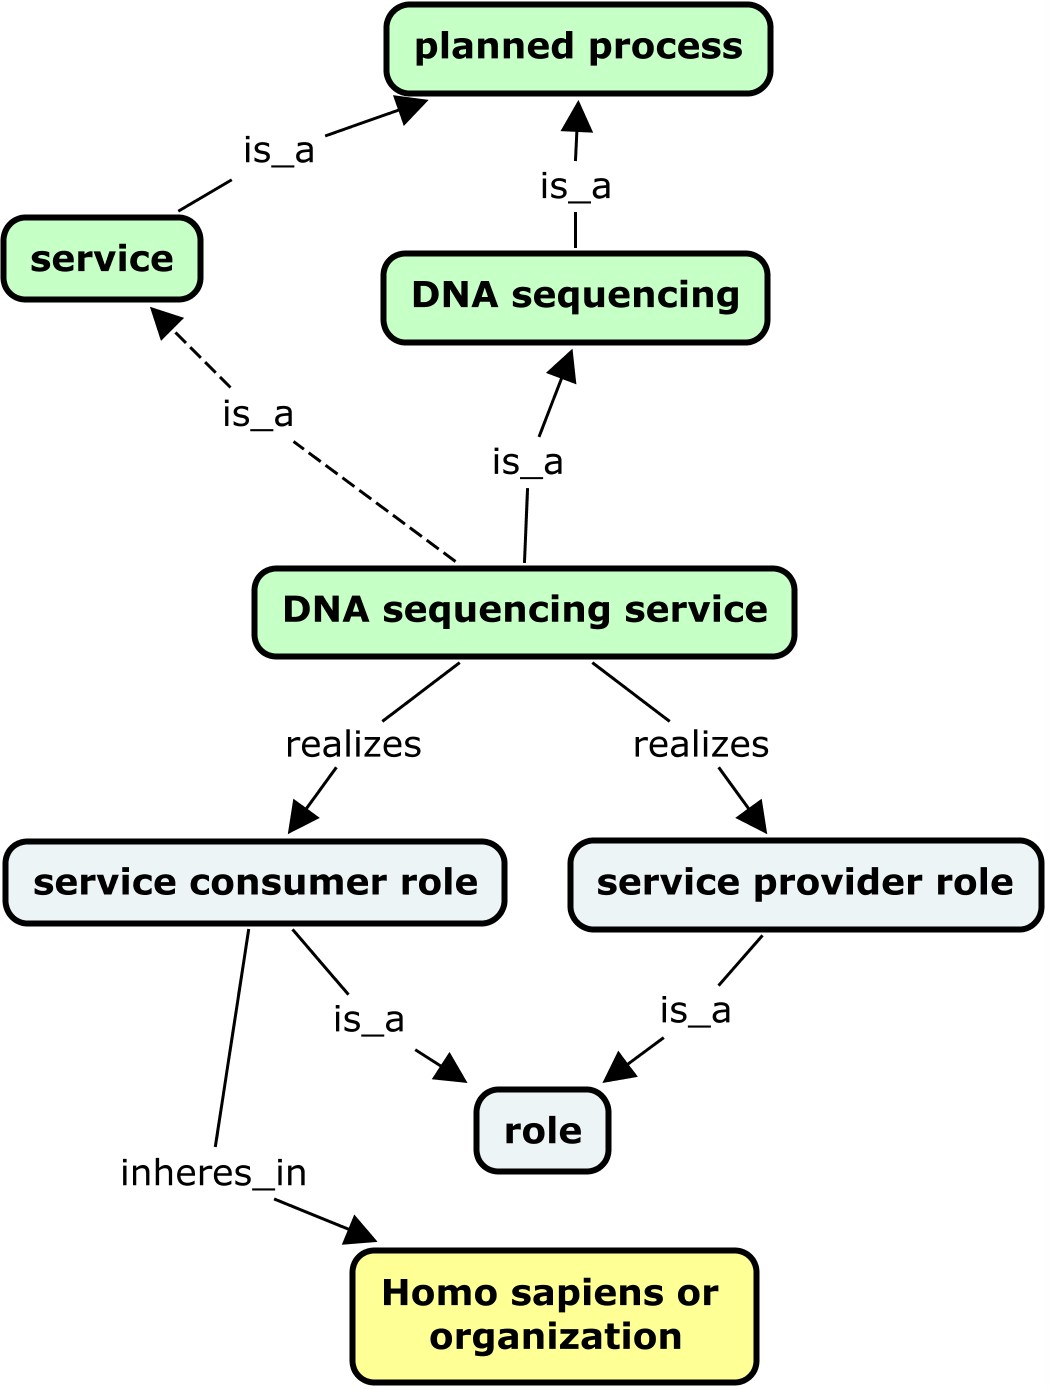 planned process
is_a
is_a
service
DNA sequencing
is_a
is_a
DNA sequencing service
realizes
realizes
service consumer role
service provider role
is_a
is_a
role
inheres_in
Homo sapiens or
organization